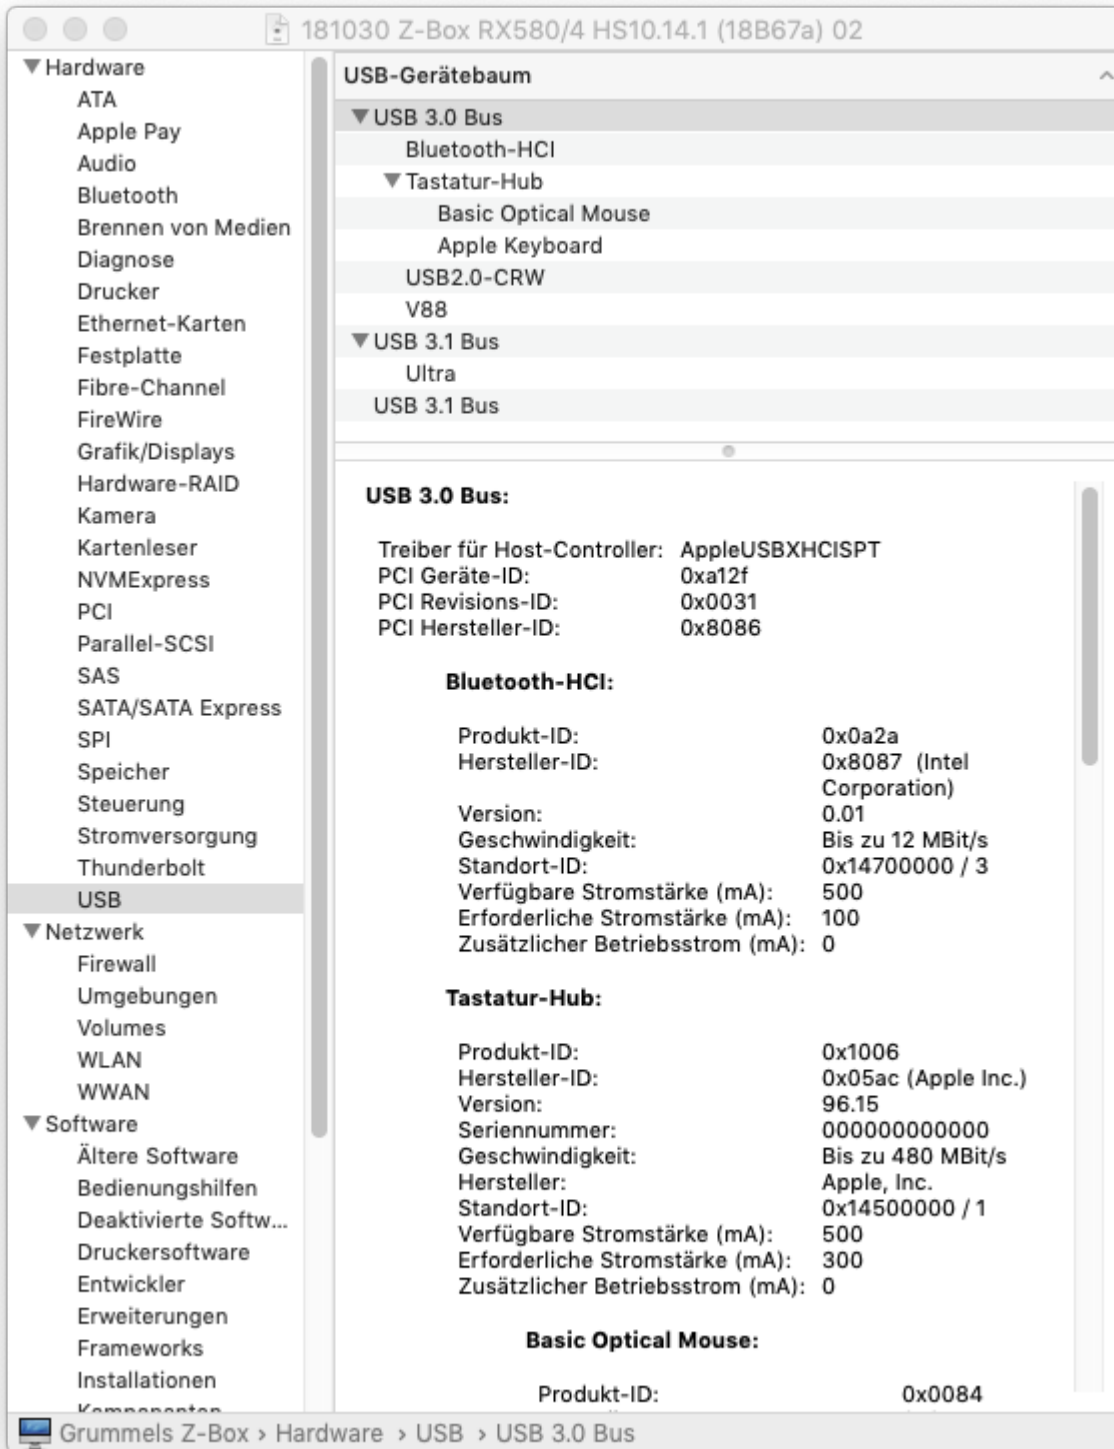 181030 Z-Box RX580/4 HS10.14.1 (18B67a) 02
Hardware
ATA
Apple Pay
Audio
Bluetooth
Brennen von Medien
Diagnose
Drucker
Ethernet-Karten
Festplatte
Fibre-Channel
FireWire
Grafik/Displays
Hardware-RAID
Kamera
Kartenleser
NVMExpress
PCI
Parallel-SCSI
SAS
SATA/SATA Express
SPI
Speicher
Steuerung
Stromversorgung
Thunderbolt
USB
Netzwerk
Firewall
Umgebungen
Volumes
WLAN
WWAN
Software
Ältere Software
Bedienungshilfen
Deaktivierte Softw...
Druckersoftware
Entwickler
Erweiterungen
Frameworks
Installationen
Komponenten
USB-Gerätebaum
USB 3.0 Bus
Bluetooth-HCI
Tastatur-Hub
Basic Optical Mouse
Apple Keyboard
USB2.0-CRW
V88
USB 3.1 Bus
Ultra
USB 3.1 Bus
USB 3.0 Bus:
Treiber für Host-Controller: AppleUSBXHCISPT
PCI Geräte-ID: 0xa12f
PCI Revisions-ID: 0x0031
PCI Hersteller-ID: 0x8086
Bluetooth-HCI:
Produkt-ID: 0x0a2a
Hersteller-ID: 0x8087 (Intel
Corporation)
Version: 0.01
Geschwindigkeit: Bis zu 12 MBit/s
Standort-ID: 0x14700000 / 3
Verfügbare Stromstärke (mA): 500
Erforderliche Stromstärke (mA): 100
Zusätzlicher Betriebsstrom (mA): 0
Tastatur-Hub:
Produkt-ID: 0x1006
Hersteller-ID: 0x05ac (Apple Inc.)
Version: 96.15
Seriennummer: 000000000000
Geschwindigkeit: Bis zu 480 MBit/s
Hersteller: Apple, Inc.
Standort-ID: 0x14500000 / 1
Verfügbare Stromstärke (mA): 500
Erforderliche Stromstärke (mA): 300
Zusätzlicher Betriebsstrom (mA): 0
Basic Optical Mouse:
Produkt-ID: 0x0084
Grummels Z-Box › Hardware › USB › USB 3.0 Bus